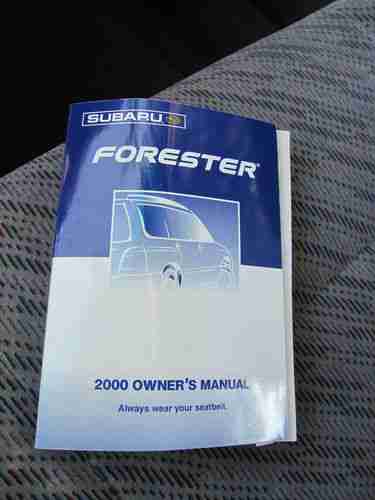 SUBARU
FORESTER
2000 OWNER'S MANUAL
Always wear your seatbelt.